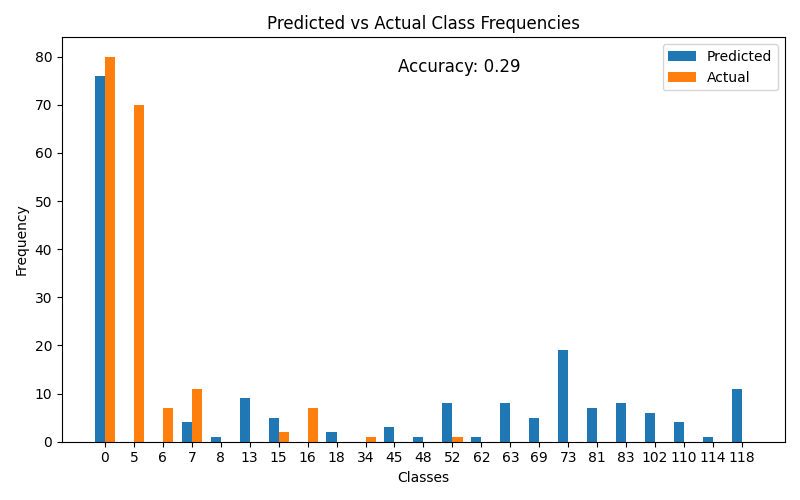 Predicted vs Actual Class Frequencies
Accuracy: 0.29
Predicted
Actual
Frequency
80
70
60
50
40
30
20
10
0
0 5 6 7 8 13 15 16 18 34 45 48 52 62 63 69 73 81 83 102 110 114 118
Classes